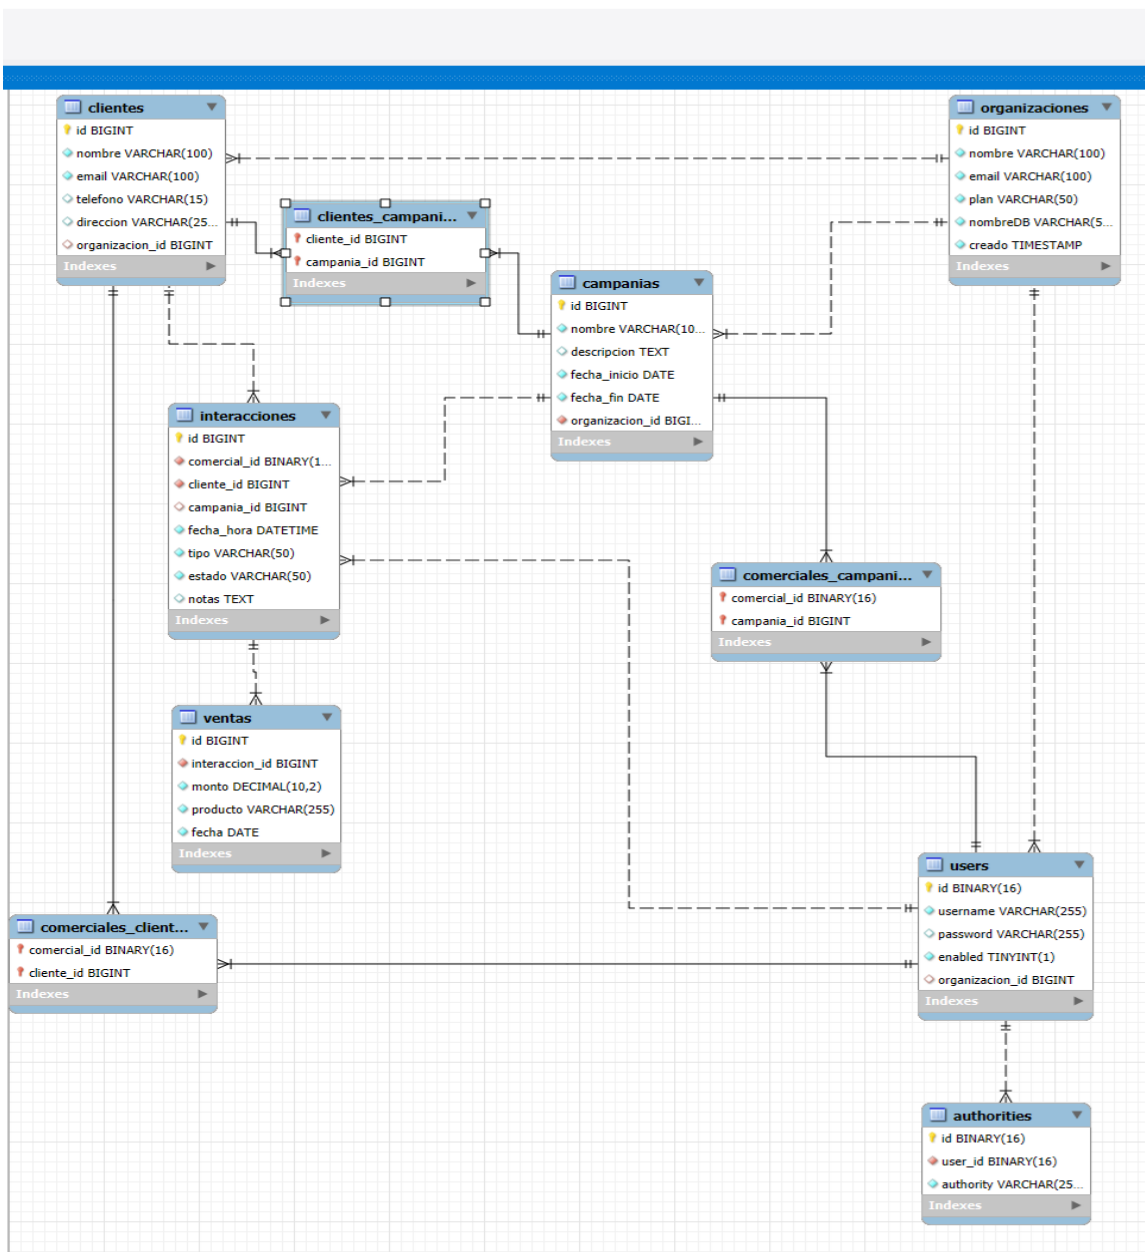 clientes
id BIGINT
nombre VARCHAR(100)
email VARCHAR(100)
telefono VARCHAR(15)
direccion VARCHAR(25...
organizacion_id BIGINT
Indexes
organizaciones
id BIGINT
nombre VARCHAR(100)
email VARCHAR(100)
plan VARCHAR(50)
nombreDB VARCHAR(5...
creado TIMESTAMP
Indexes
clientes_campani...
cliente_id BIGINT
campania_id BIGINT
Indexes
campanias
id BIGINT
nombre VARCHAR(10...
descripcion TEXT
fecha_inicio DATE
fecha_fin DATE
organizacion_id BIGI...
Indexes
interacciones
id BIGINT
comercial_id BINARY(1...
cliente_id BIGINT
campania_id BIGINT
fecha_hora DATETIME
tipo VARCHAR(50)
estado VARCHAR(50)
notas TEXT
Indexes
comerciales_campani...
comercial_id BINARY(16)
campania_id BIGINT
Indexes
ventas
id BIGINT
interaccion_id BIGINT
monto DECIMAL(10,2)
producto VARCHAR(255)
fecha DATE
Indexes
users
id BINARY(16)
username VARCHAR(255)
password VARCHAR(255)
enabled TINYINT(1)
organizacion_id BIGINT
Indexes
comerciales_client...
comercial_id BINARY(16)
cliente_id BIGINT
Indexes
authorities
id BINARY(16)
user_id BINARY(16)
authority VARCHAR(25...
Indexes